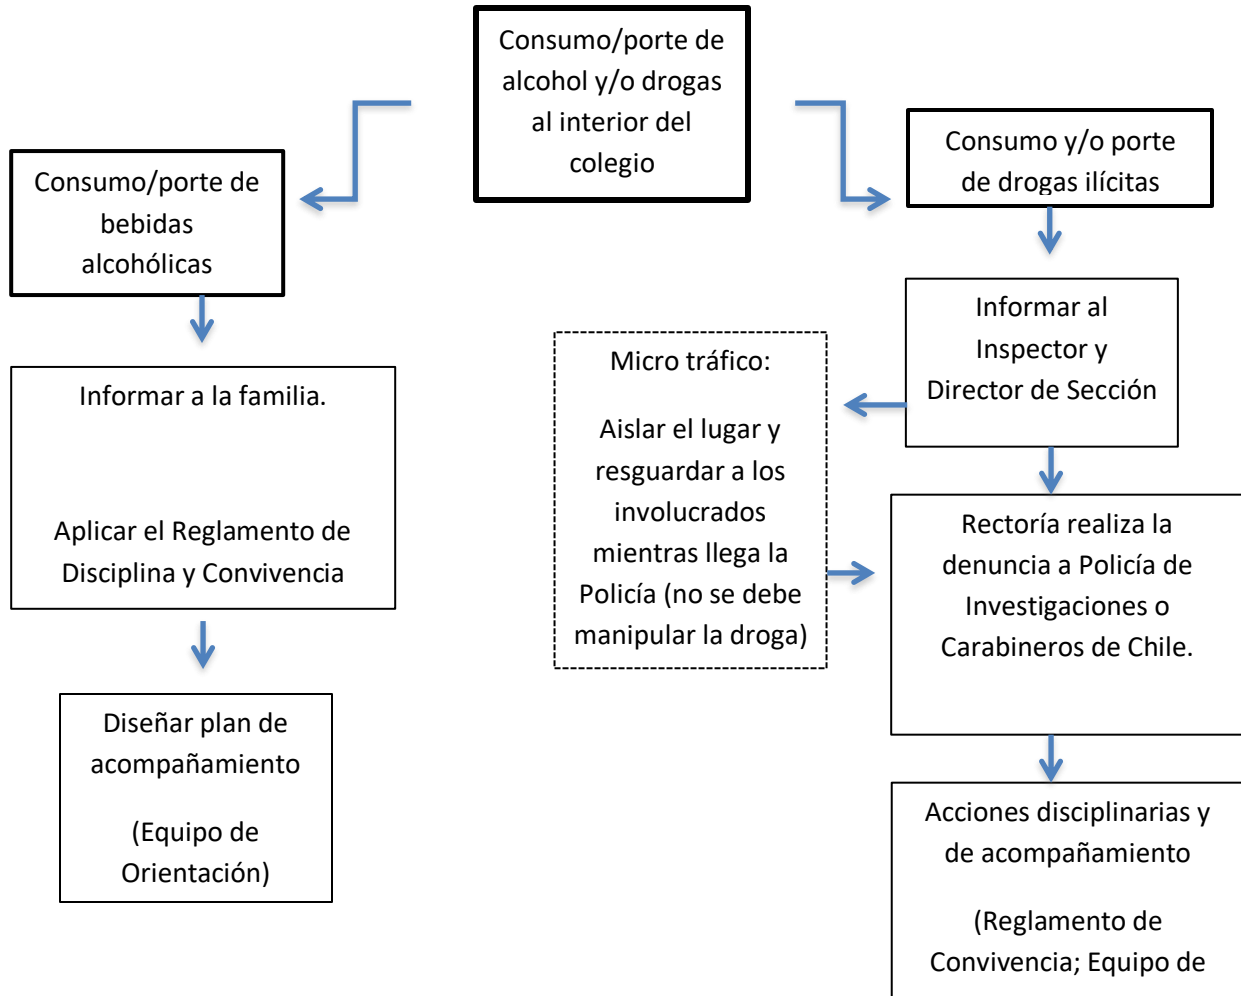 Consumo/porte de
alcohol y/o drogas
al interior del
colegio
Consumo/porte de
bebidas
alcohólicas
Informar a la familia.
Aplicar el Reglamento de
Disciplina y Convivencia
Diseñar plan de
acompañamiento
(Equipo de
Orientación)
Consumo y/o porte
de drogas ilícitas
Informar al
Inspector y
Director de Sección
Micro tráfico:
Aislar el lugar y
resguardar a los
involucrados
mientras llega la
Policía (no se debe
manipular la droga)
Rectoría realiza la
denuncia a Policía de
Investigaciones o
Carabineros de Chile.
Acciones disciplinarias y
de acompañamiento
(Reglamento de
Convivencia; Equipo de